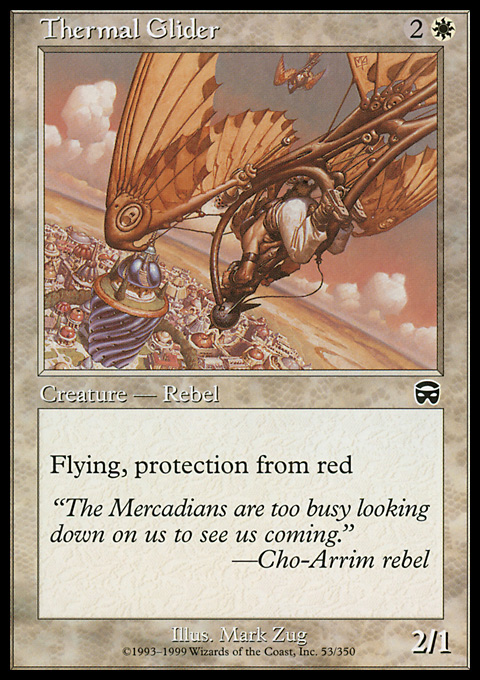 Thermal Glider 2
Creature — Rebel
Flying, protection from red
“The Mercadians are too busy looking
down on us to see us coming.”
—Cho-Arrim rebel
Illus. Mark Zug
©1993–1999 Wizards of the Coast, Inc. 53/350
2/1